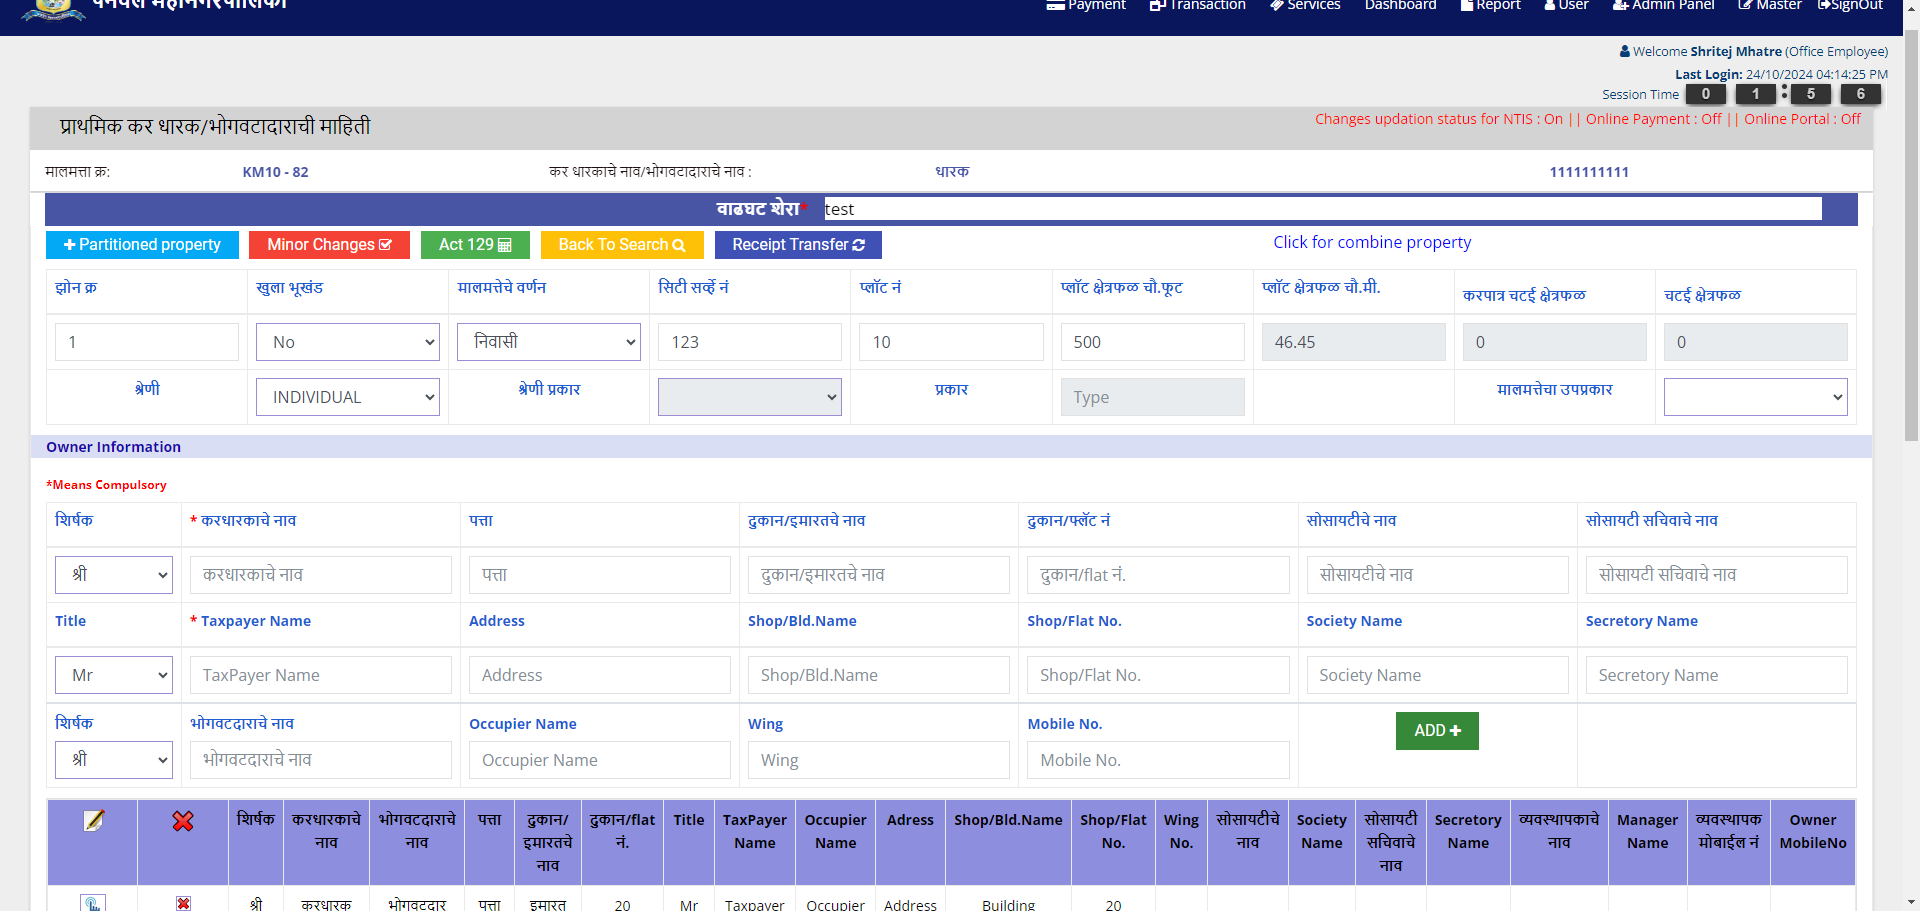 पनवेल महानगरपालिका
Payment Transaction Services Dashboard Report User Admin Panel Master SignOut
Welcome Shritej Mhatre (Office Employee)
Last Login: 24/10/2024 04:14:25 PM
Session Time 0 1 : 5 6
प्राथमिक कर धारक/भोगवटादाराची माहिती
Changes updation status for NTIS : On || Online Payment : Off || Online Portal : Off
मालमत्ता क्र: KM10 - 82 कर धारकाचे नाव/भोगवटादाराचे नाव : धारक 1111111111
वाढघट शेरा* test
Partitioned property Minor Changes Act 129 Back To Search Receipt Transfer Click for combine property
झोन क्र खुला भूखंड मालमत्तेचे वर्णन सिटी सर्व्हे नं प्लॉट नं प्लॉट क्षेत्रफळ चौ.फूट प्लॉट क्षेत्रफळ चौ.मी. करपात्र चटई क्षेत्रफळ चटई क्षेत्रफळ
1 No निवासी 123 10 500 46.45 0 0
श्रेणी INDIVIDUAL श्रेणी प्रकार प्रकार Type मालमत्तेचा उपप्रकार
Owner Information
*Means Compulsory
शिर्षक * करधारकाचे नाव पत्ता दुकान/इमारतचे नाव दुकान/फ्लॅट नं सोसायटीचे नाव सोसायटी सचिवाचे नाव
श्री करधारकाचे नाव पत्ता दुकान/इमारतचे नाव दुकान/flat नं. सोसायटीचे नाव सोसायटी सचिवाचे नाव
Title * Taxpayer Name Address Shop/Bld.Name Shop/Flat No. Society Name Secretory Name
Mr TaxPayer Name Address Shop/Bld.Name Shop/Flat No. Society Name Secretory Name
शिर्षक भोगवटदाराचे नाव Occupier Name Wing Mobile No. ADD
श्री भोगवटदाराचे नाव Occupier Name Wing Mobile No.
शिर्षक करधारकाचे भोगवटदाराचे पत्ता दुकान/ दुकान/flat Title TaxPayer Occupier Adress Shop/Bld.Name Shop/Flat Wing सोसायटीचे Society सोसायटी Secretory व्यवस्थापकाचे Manager व्यवस्थापक Owner
नाव नाव इमारतचे नं. Name Name No. No. नाव Name सचिवाचे Name नाव Name मोबाईल नं MobileNo
नाव नाव
श्री करधारक भोगवटदार पत्ता इमारत 20 Mr Taxpayer Occupier Address Building 20